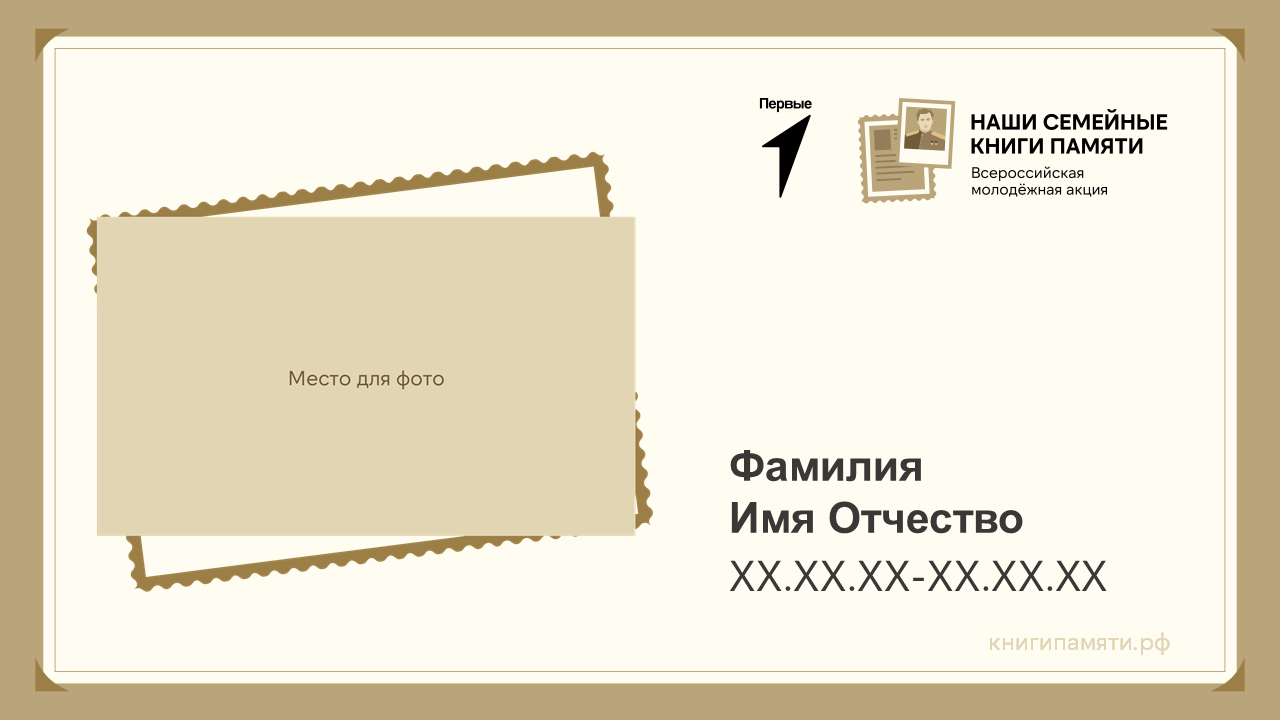 Первые
НАШИ СЕМЕЙНЫЕ
КНИГИ ПАМЯТИ
Всероссийская
молодёжная акция
Место для фото
Фамилия
Имя Отчество
XX.XX.XX-XX.XX.XX
книгипамяти.рф